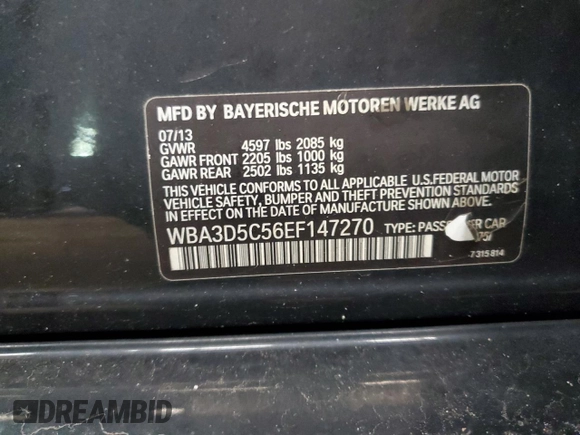 MFD BY BAYERISCHE MOTOREN WERKE AG
07/13
GVWR 4597 lbs 2085 kg
GAWR FRONT 2205 lbs 1000 kg
GAWR REAR 2502 lbs 1135 kg
THIS VEHICLE CONFORMS TO ALL APPLICABLE U.S.FEDERAL MOTOR
VEHICLE SAFETY, BUMPER AND THEFT PREVENTION STANDARDS
IN EFFECT ON THE DATE OF MANUFACTURE SHOWN ABOVE.
WBA3D5C56EF147270 TYPE: CAR
7 315 814
DREAMBID